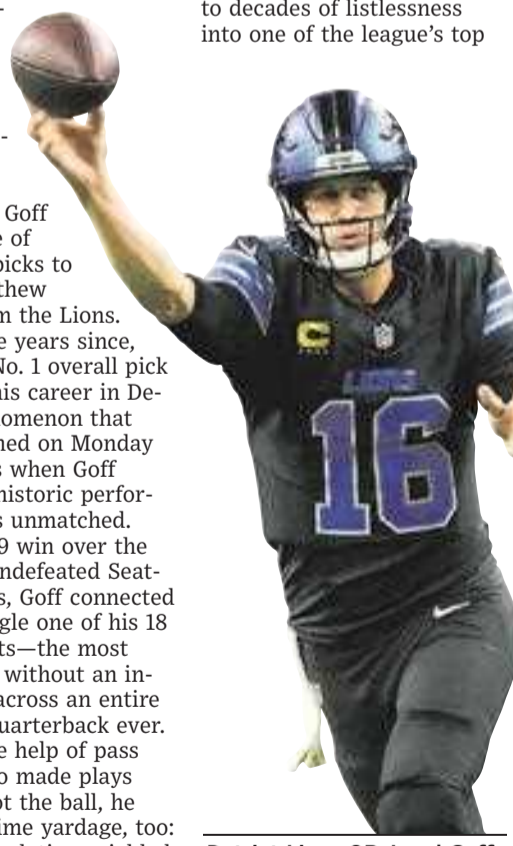 to decades of listlessness
into one of the league's top
Goff
of
picks to
thew
the Lions.
years since,
No. 1 overall pick
his career in De-
nomenon that
on Monday
when Goff
historic perfor-
unmatched.
9 win over the
ndefeated Seat-
Goff connected
gle one of his 18
ts—the most
without an in-
across an entire
uarterback ever.
help of pass
made plays
the ball, he
ime yardage, too:
C
LIONS
16